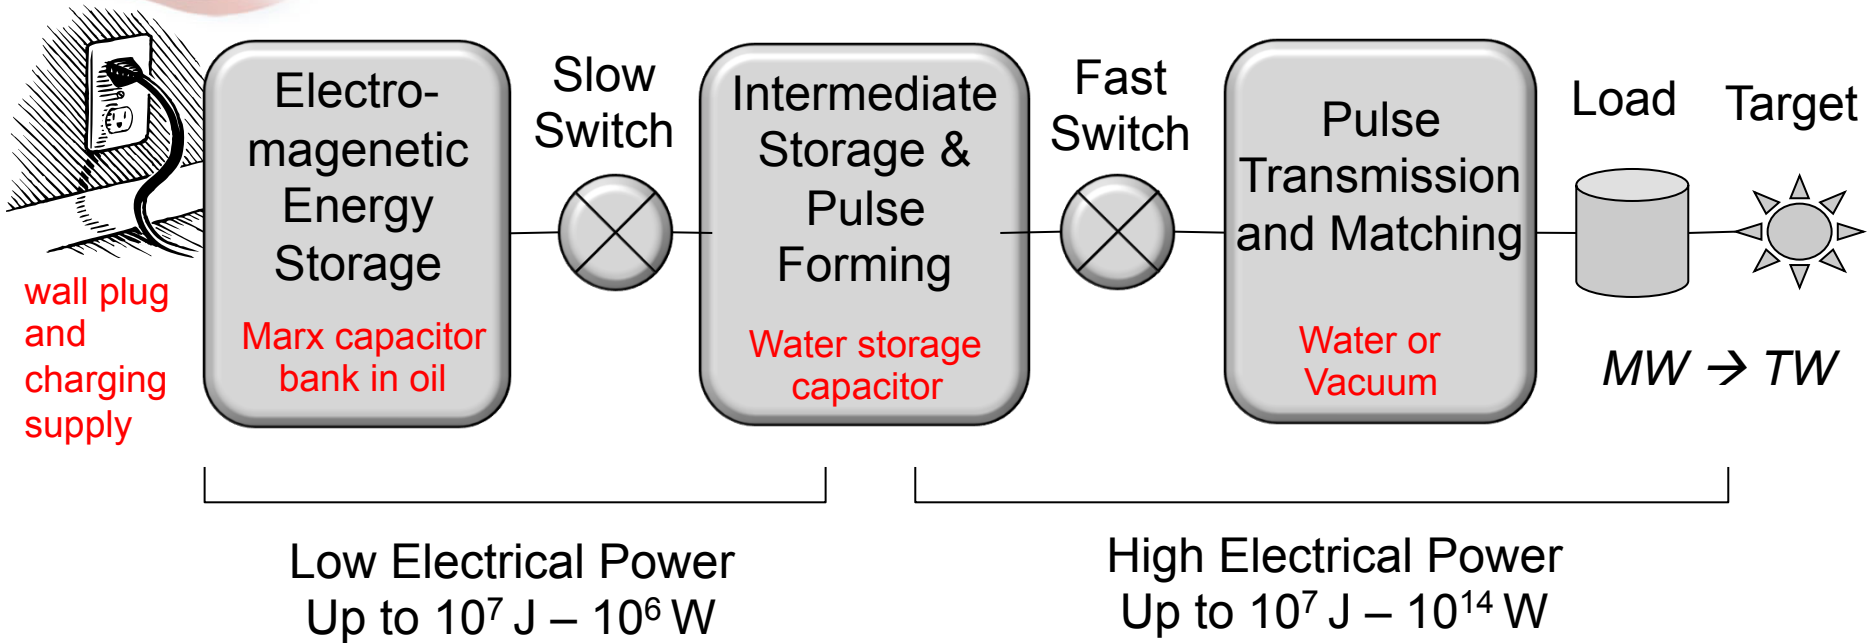 Electro-
magenetic
Energy
Storage
Marx capacitor
bank in oil
Slow
Switch
Intermediate
Storage &
Pulse
Forming
Water storage
capacitor
Fast
Switch
Pulse
Transmission
and Matching
Water or
Vacuum
Load
Target
MW → TW
wall plug
and
charging
supply
Low Electrical Power
Up to 10⁷ J – 10⁶ W
High Electrical Power
Up to 10⁷ J – 10¹⁴ W